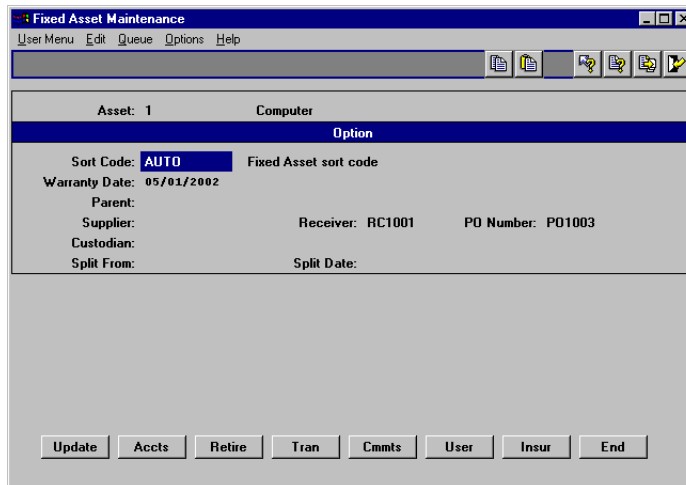 Fixed Asset Maintenance
User Menu Edit Queue Options Help
Asset: 1 Computer
Option
Sort Code: AUTO Fixed Asset sort code
Warranty Date: 05/01/2002
Parent:
Supplier: Receiver: RC1001 PO Number: PO1003
Custodian:
Split From: Split Date:
Update Accts Retire Tran Cmmts User Insur End